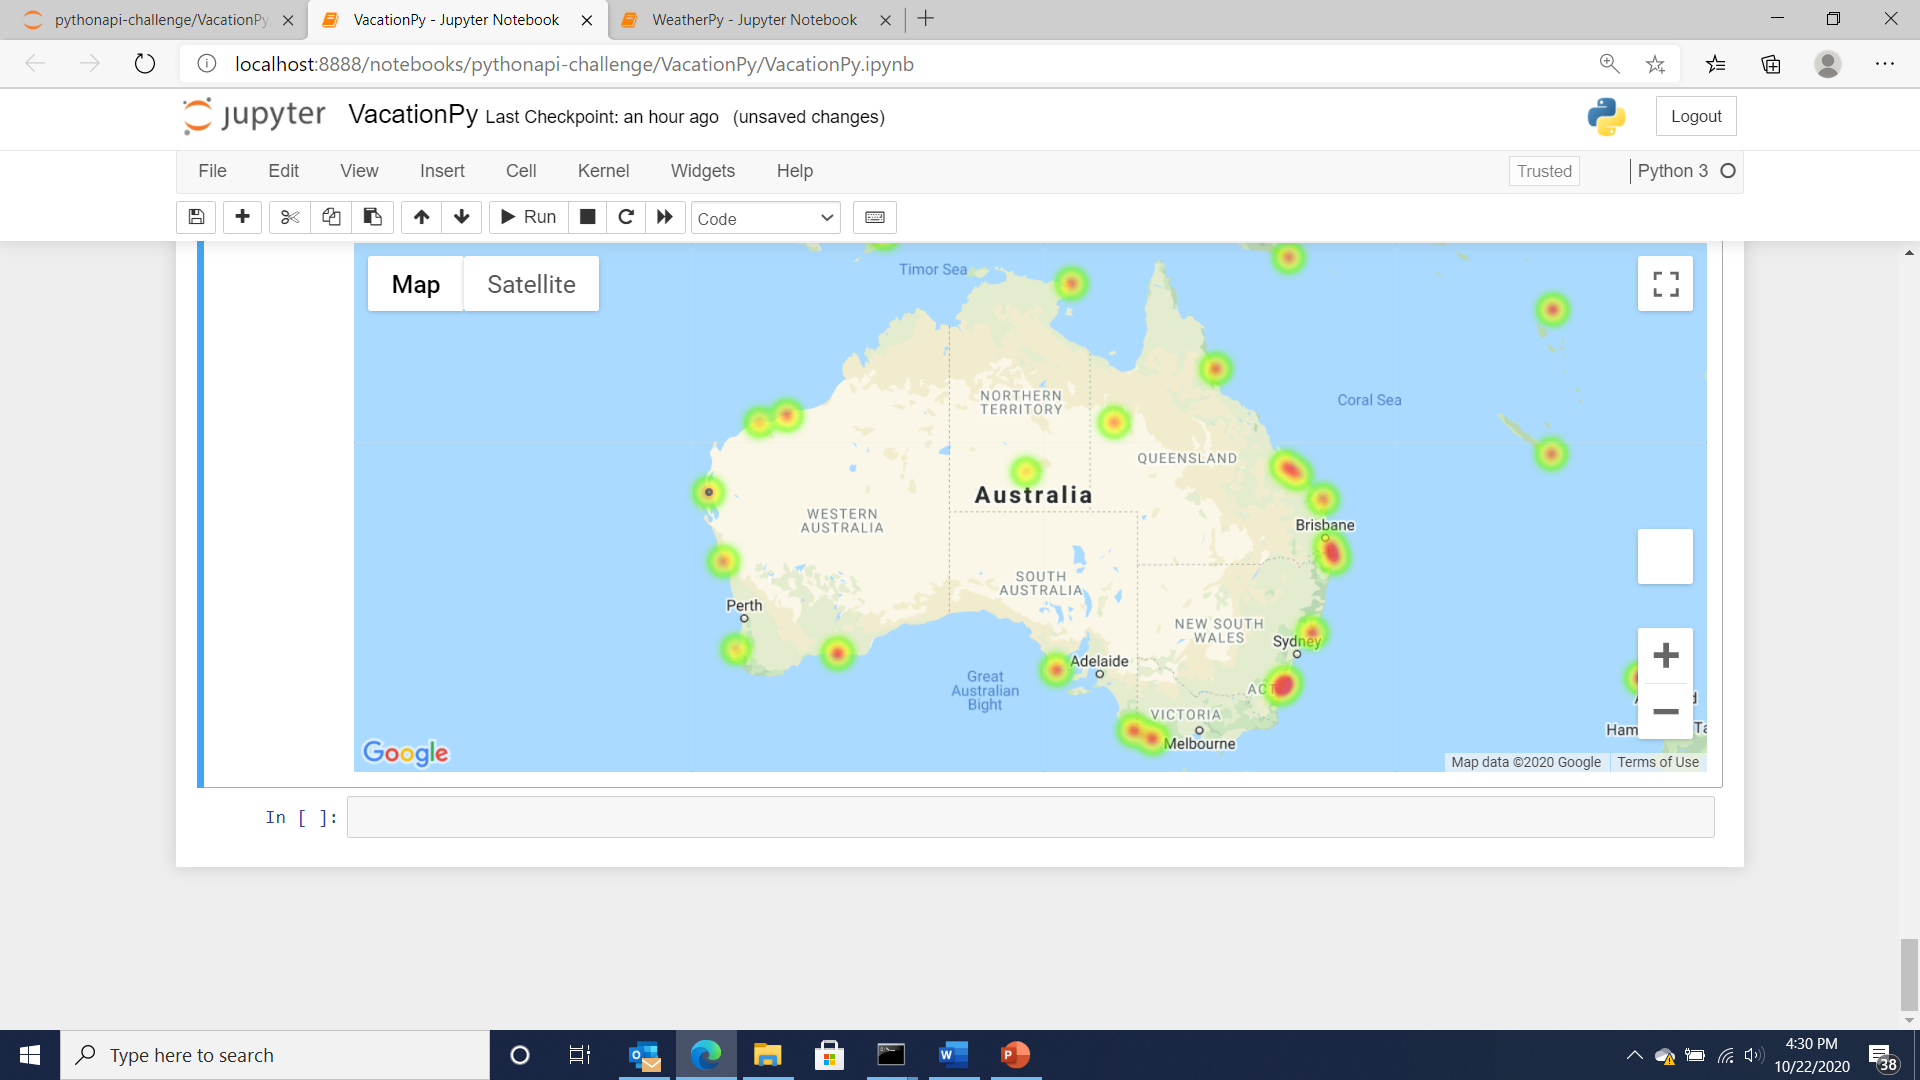 pythonapi-challenge/VacationPy
VacationPy - Jupyter Notebook
WeatherPy - Jupyter Notebook
localhost:8888/notebooks/pythonapi-challenge/VacationPy/VacationPy.ipynb
jupyter VacationPy Last Checkpoint: an hour ago (unsaved changes)
Logout
File Edit View Insert Cell Kernel Widgets Help
Trusted
Python 3
Run
Code
Map Satellite
Timor Sea
NORTHERN
TERRITORY
Coral Sea
QUEENSLAND
Australia
WESTERN
AUSTRALIA
Brisbane
SOUTH
AUSTRALIA
Perth
NEW SOUTH
WALES
Sydney
Adelaide
Great
Australian
Bight
ACT
VICTORIA
Melbourne
Ham
Google
Map data ©2020 Google
Terms of Use
In [ ]:
Type here to search
4:30 PM
10/22/2020
38